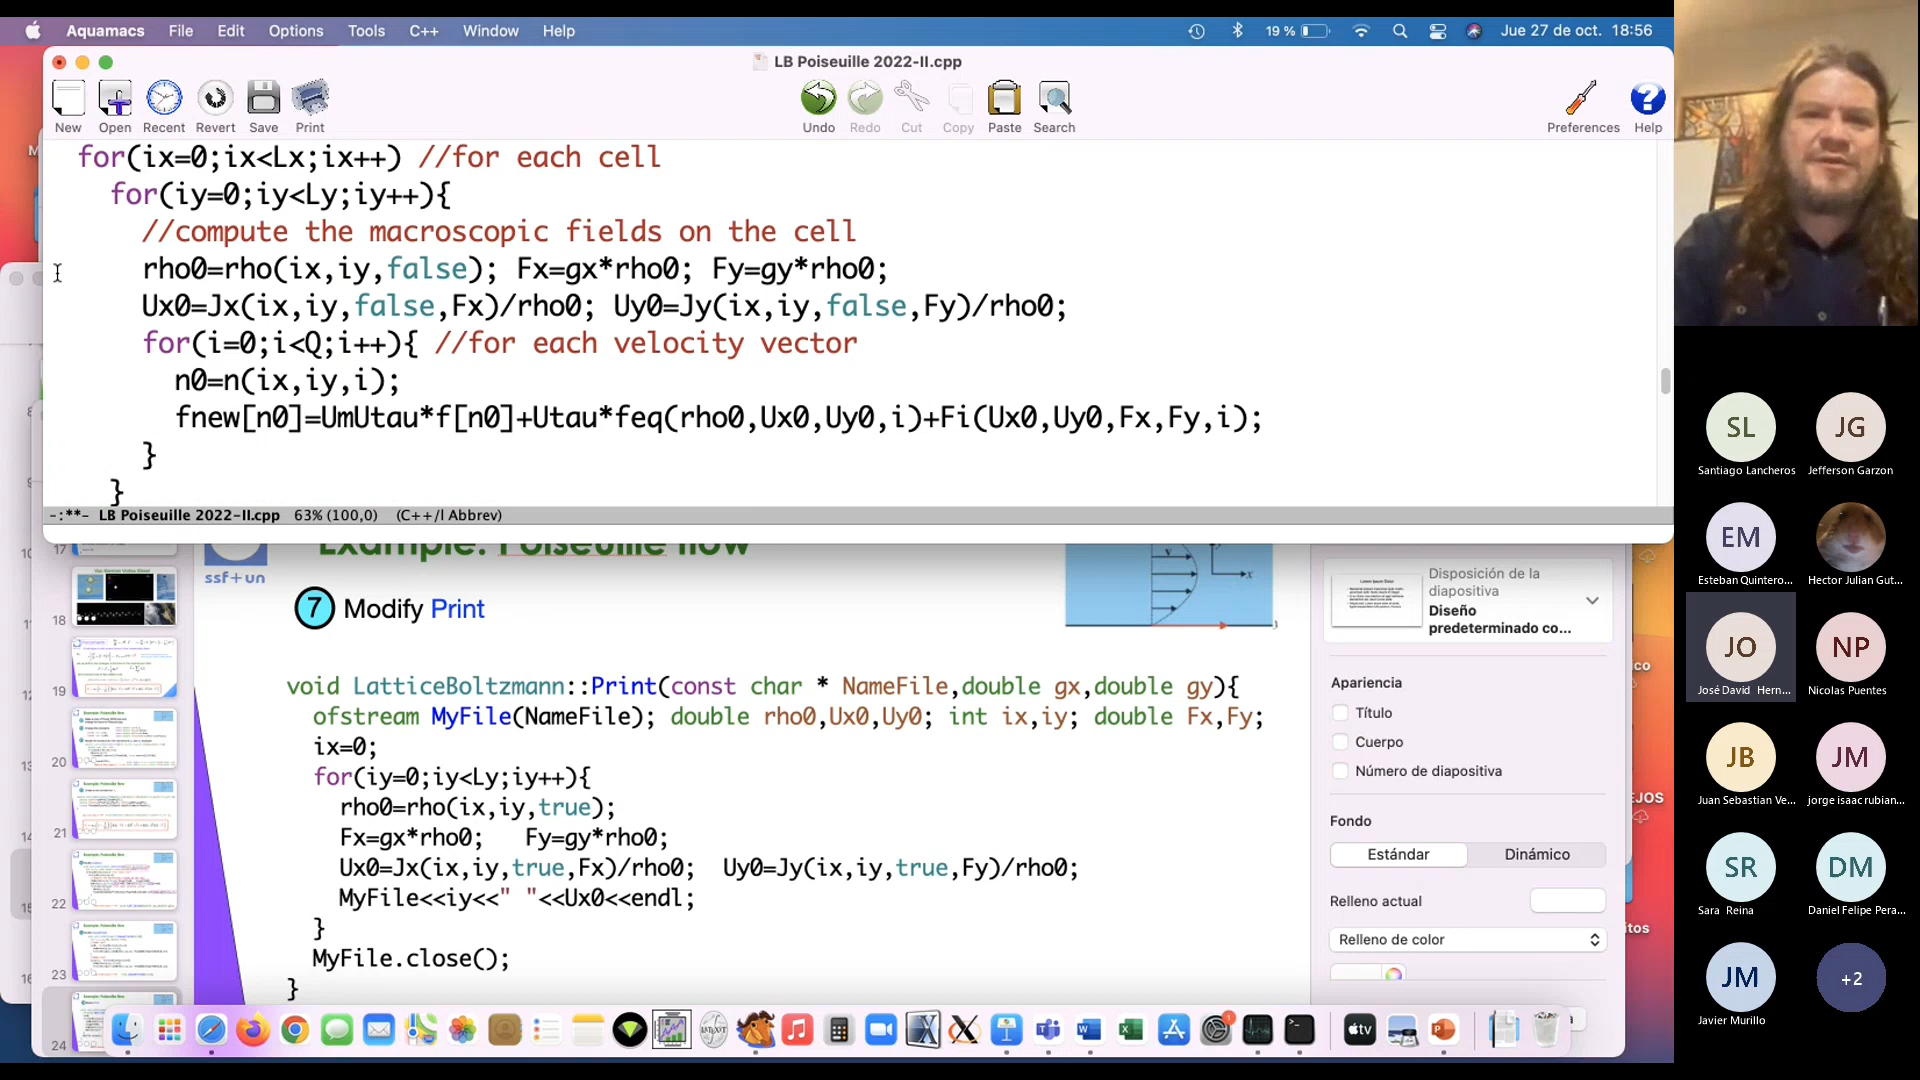 Aquamacs File Edit Options Tools C++ Window Help 19 % Jue 27 de oct. 18:56
LB Poiseuille 2022-II.cpp
New Open Recent Revert Save Print Undo Redo Cut Copy Paste Search Preferences Help
for(ix=0;ix<Lx;ix++) //for each cell
for(iy=0;iy<Ly;iy++){
//compute the macroscopic fields on the cell
rho0=rho(ix,iy,false); Fx=gx*rho0; Fy=gy*rho0;
Ux0=Jx(ix,iy,false,Fx)/rho0; Uy0=Jy(ix,iy,false,Fy)/rho0;
for(i=0;i<Q;i++){ //for each velocity vector
n0=n(ix,iy,i);
fnew[n0]=UmUtau*f[n0]+Utau*feq(rho0,Ux0,Uy0,i)+Fi(Ux0,Uy0,Fx,Fy,i);
}
}
-:**- LB Poiseuille 2022-II.cpp 63% (100,0) (C++/l Abbrev)
17
18
19
20
21
22
23
24
Example: Poiseuille flow
ssf+un
7 Modify Print
v
x
void LatticeBoltzmann::Print(const char * NameFile,double gx,double gy){
ofstream MyFile(NameFile); double rho0,Ux0,Uy0; int ix,iy; double Fx,Fy;
ix=0;
for(iy=0;iy<Ly;iy++){
rho0=rho(ix,iy,true);
Fx=gx*rho0; Fy=gy*rho0;
Ux0=Jx(ix,iy,true,Fx)/rho0; Uy0=Jy(ix,iy,true,Fy)/rho0;
MyFile<<iy<<" "<<Ux0<<endl;
}
MyFile.close();
}
Disposición de la
diapositiva
Diseño
predeterminado co...
Apariencia
Título
Cuerpo
Número de diapositiva
Fondo
Estándar Dinámico
Relleno actual
Relleno de color
tv
SL
Santiago Lancheros
JG
Jefferson Garzon
EM
Esteban Quintero...
Hector Julian Gut...
JO
José David Hern...
NP
Nicolas Puentes
JB
Juan Sebastian Ve...
JM
jorge isaac rubian...
SR
Sara Reina
DM
Daniel Felipe Pera...
JM
Javier Murillo
+2